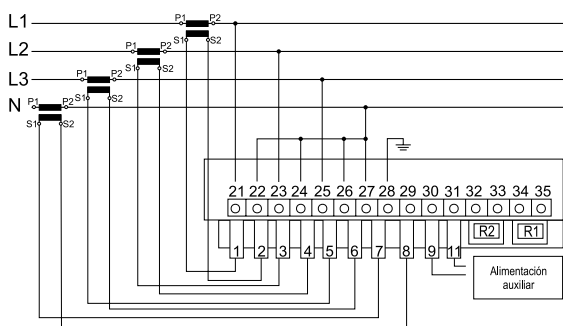 L1 P1 P2
S1 S2
L2 P1 P2
S1 S2
L3 P1 P2
S1 S2
N P1 P2
S1 S2
21 22 23 24 25 26 27 28 29 30 31 32 33 34 35
R2 R1
1 2 3 4 5 6 7 8 9 11
Alimentación
auxiliar